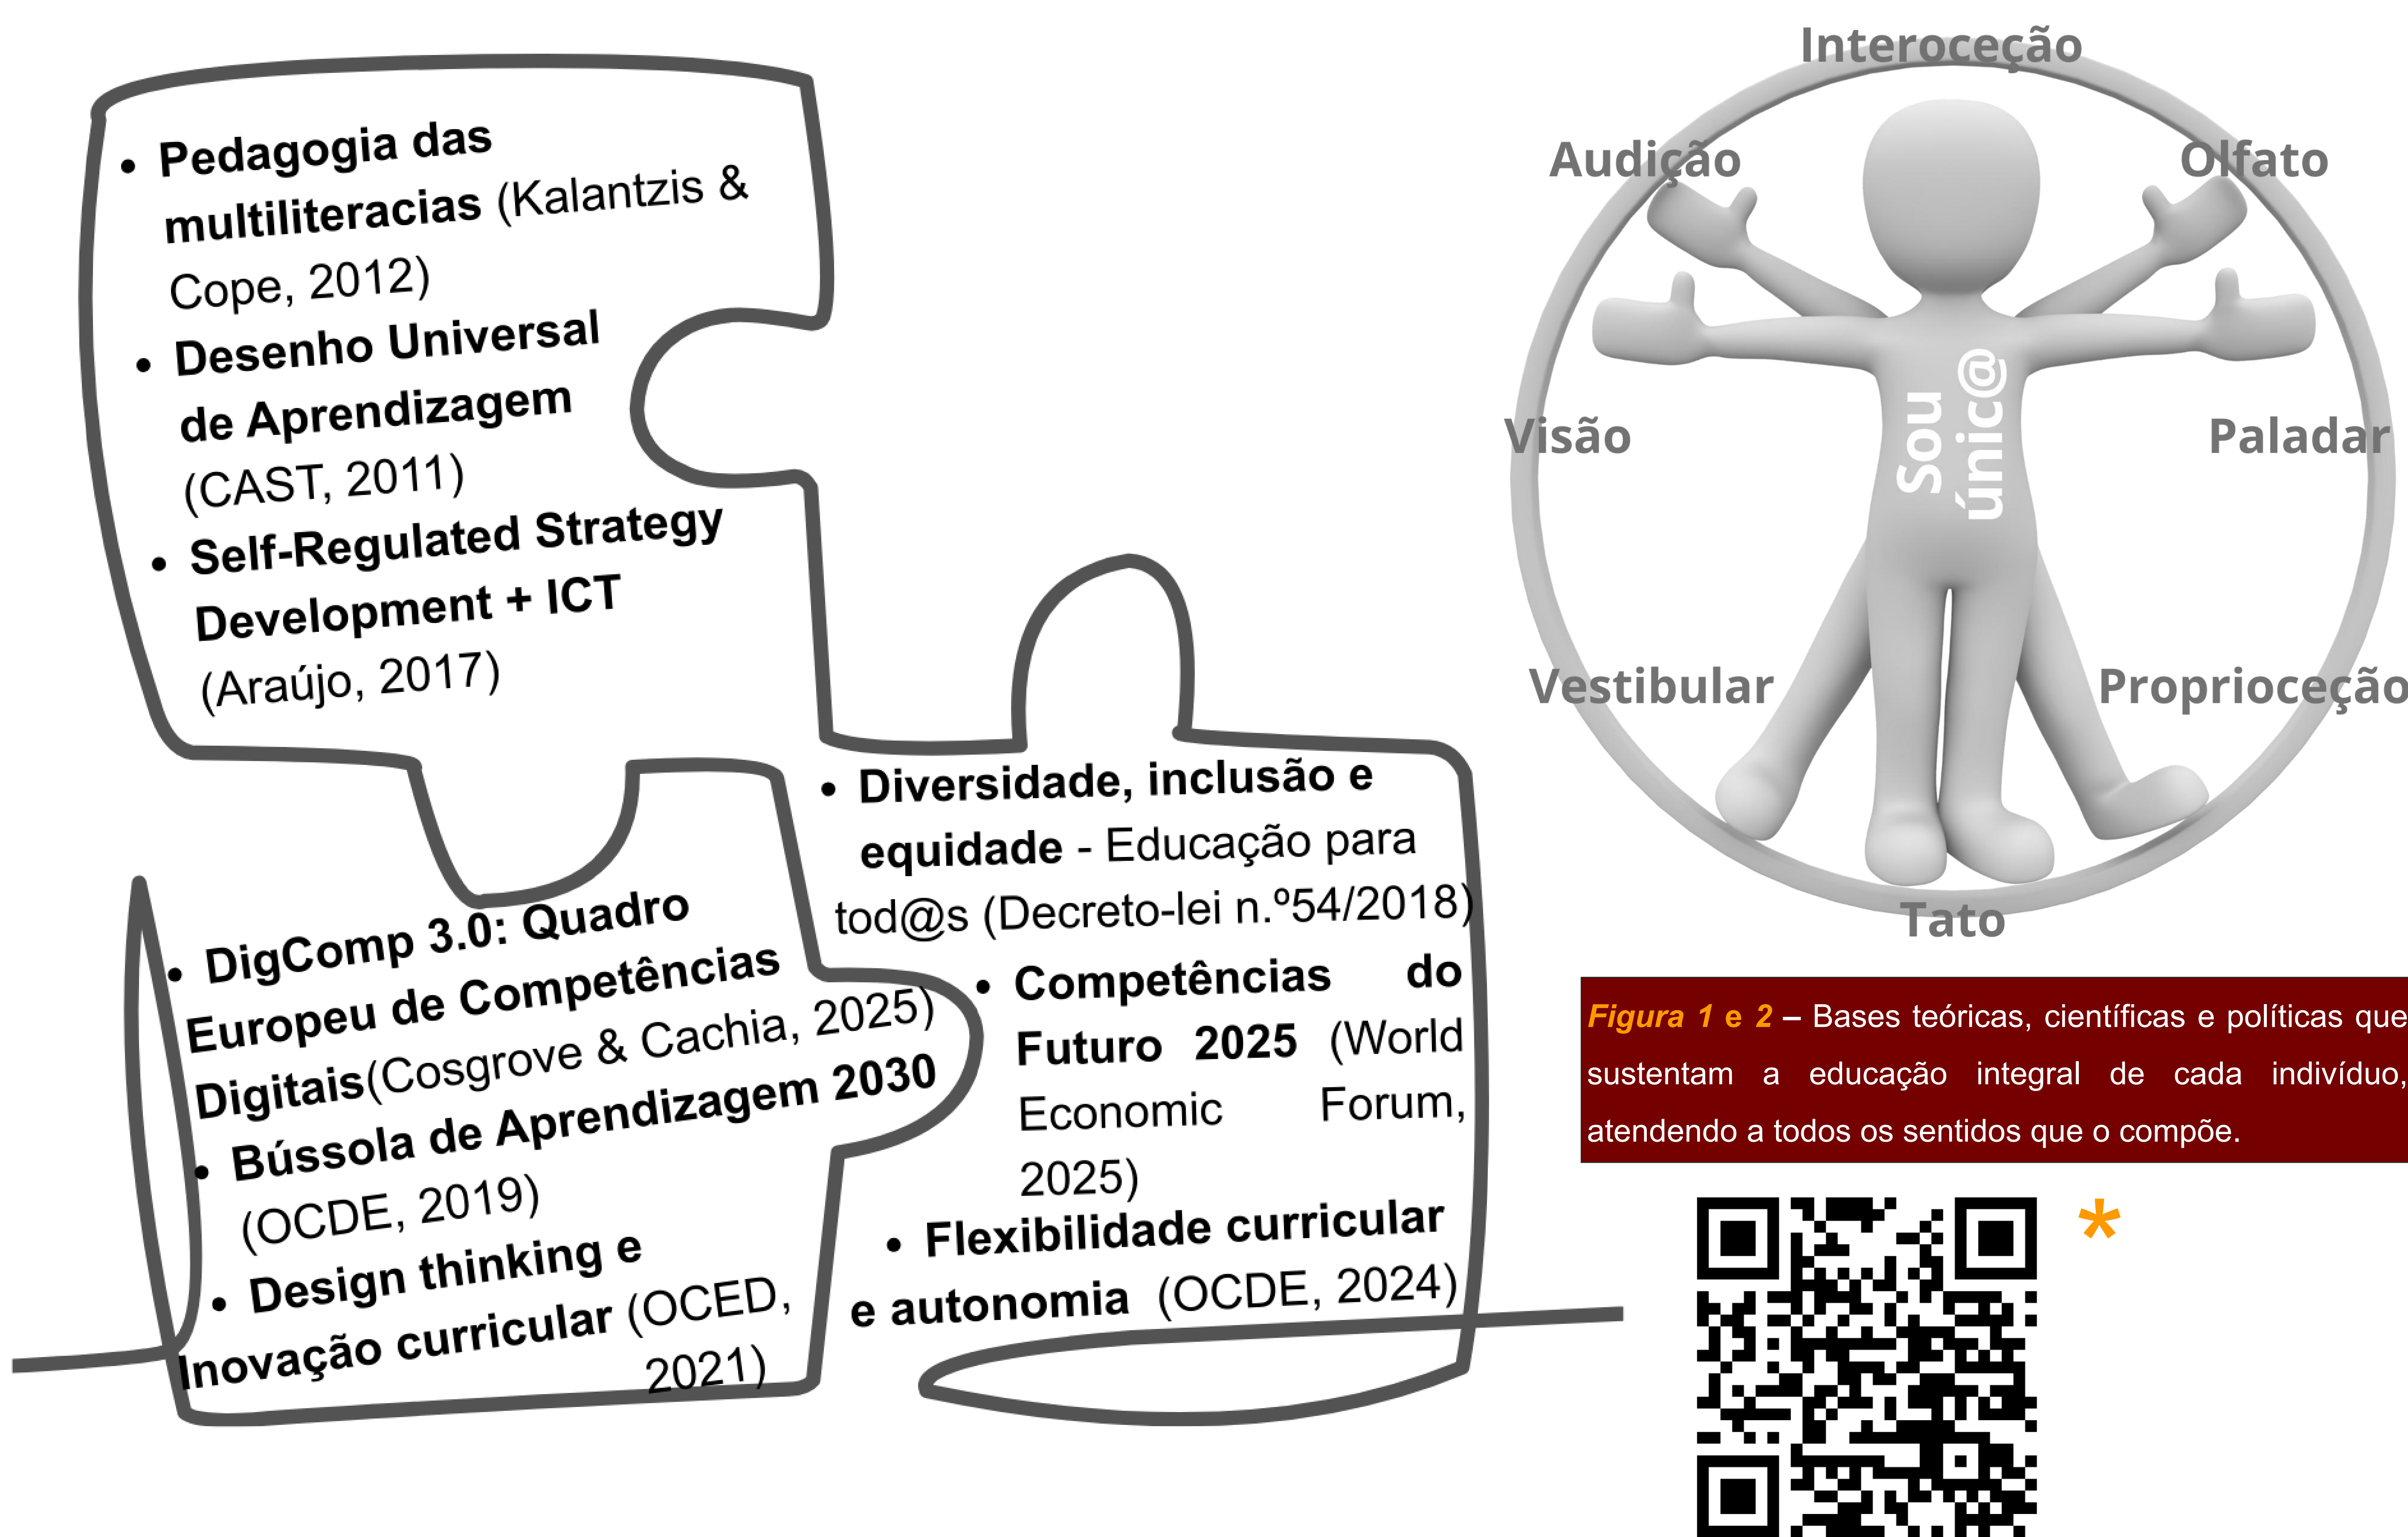 Pedagogia das
multiliteracias (Kalantzis &
Cope, 2012)
Desenho Universal
de Aprendizagem
(CAST, 2011)
Self-Regulated Strategy
Development + ICT
(Araújo, 2017)
DigComp 3.0: Quadro
Europeu de Competências
Digitais(Cosgrove & Cachia, 2025)
Bússola de Aprendizagem 2030
(OCDE, 2019)
Design thinking e
Inovação curricular (OCED,
2021)
Diversidade, inclusão e
equidade - Educação para
tod@s (Decreto-lei n.º54/2018)
Competências do
Futuro 2025 (World
Economic Forum,
2025)
Flexibilidade curricular
e autonomia (OCDE, 2024)
Interoceção
Audição
Olfato
Visão
Paladar
Sou
únic@
Vestibular
Proprioceção
Tato
Figura 1 e 2 – Bases teóricas, científicas e políticas que
sustentam a educação integral de cada indivíduo,
atendendo a todos os sentidos que o compõe.
*